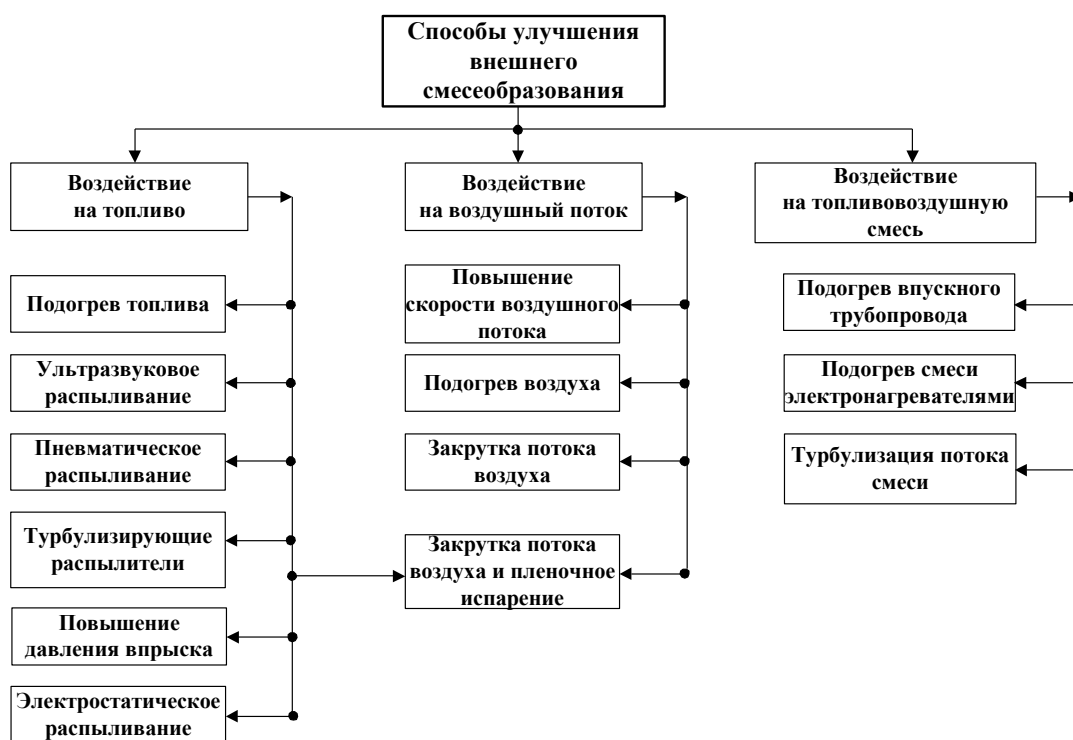 Способы улучшения
внешнего
смесеобразования
Воздействие
на топливо
Воздействие
на воздушный поток
Воздействие
на топливовоздушную
смесь
Подогрев топлива
Ультразвуковое
распыливание
Пневматическое
распыливание
Турбулизирующие
распылители
Повышение
давления впрыска
Электростатическое
распыливание
Повышение
скорости воздушного
потока
Подогрев воздуха
Закрутка потока
воздуха
Закрутка потока
воздуха и пленочное
испарение
Подогрев впускного
трубопровода
Подогрев смеси
электронагревателями
Турбулизация потока
смеси